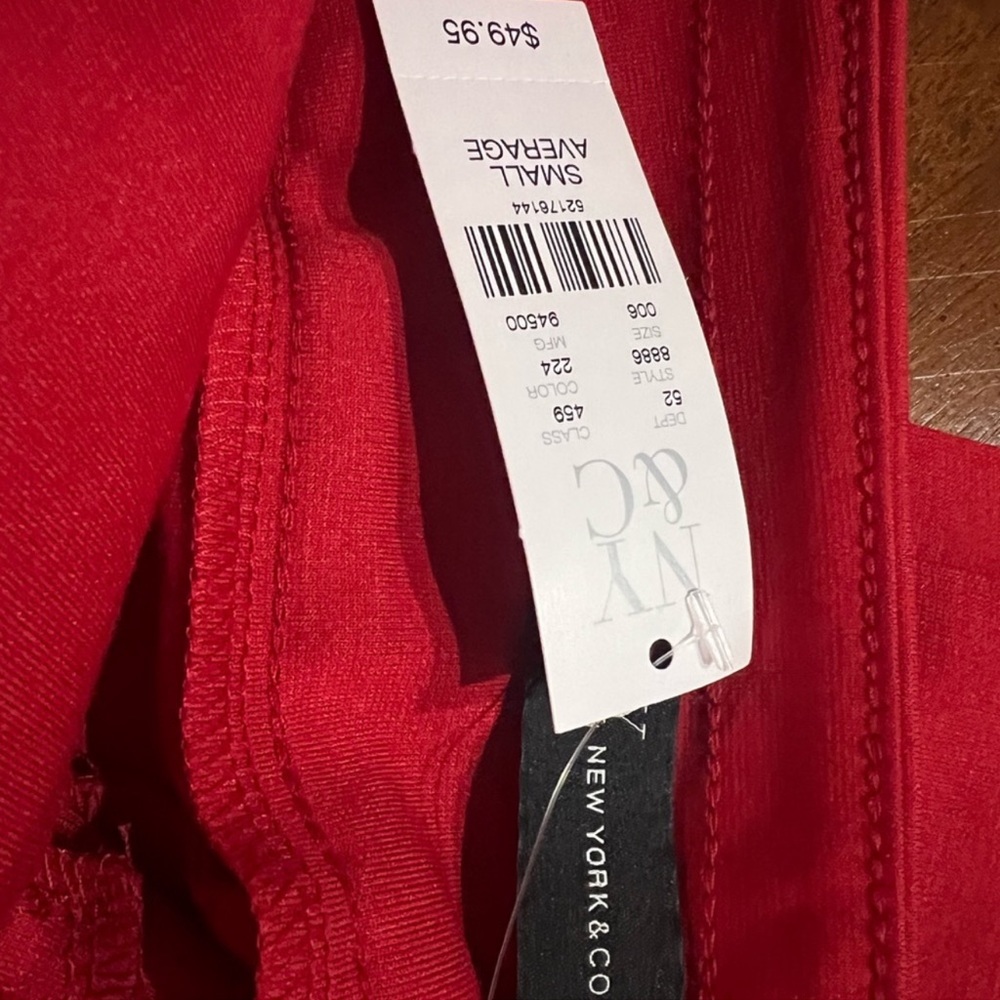 NY
&C
DEPT CLASS
52 459
STYLE COLOR
8886 224
SIZE MFG
006 94500
52176144
SMALL
AVERAGE
$49.95
NEW YORK & CO